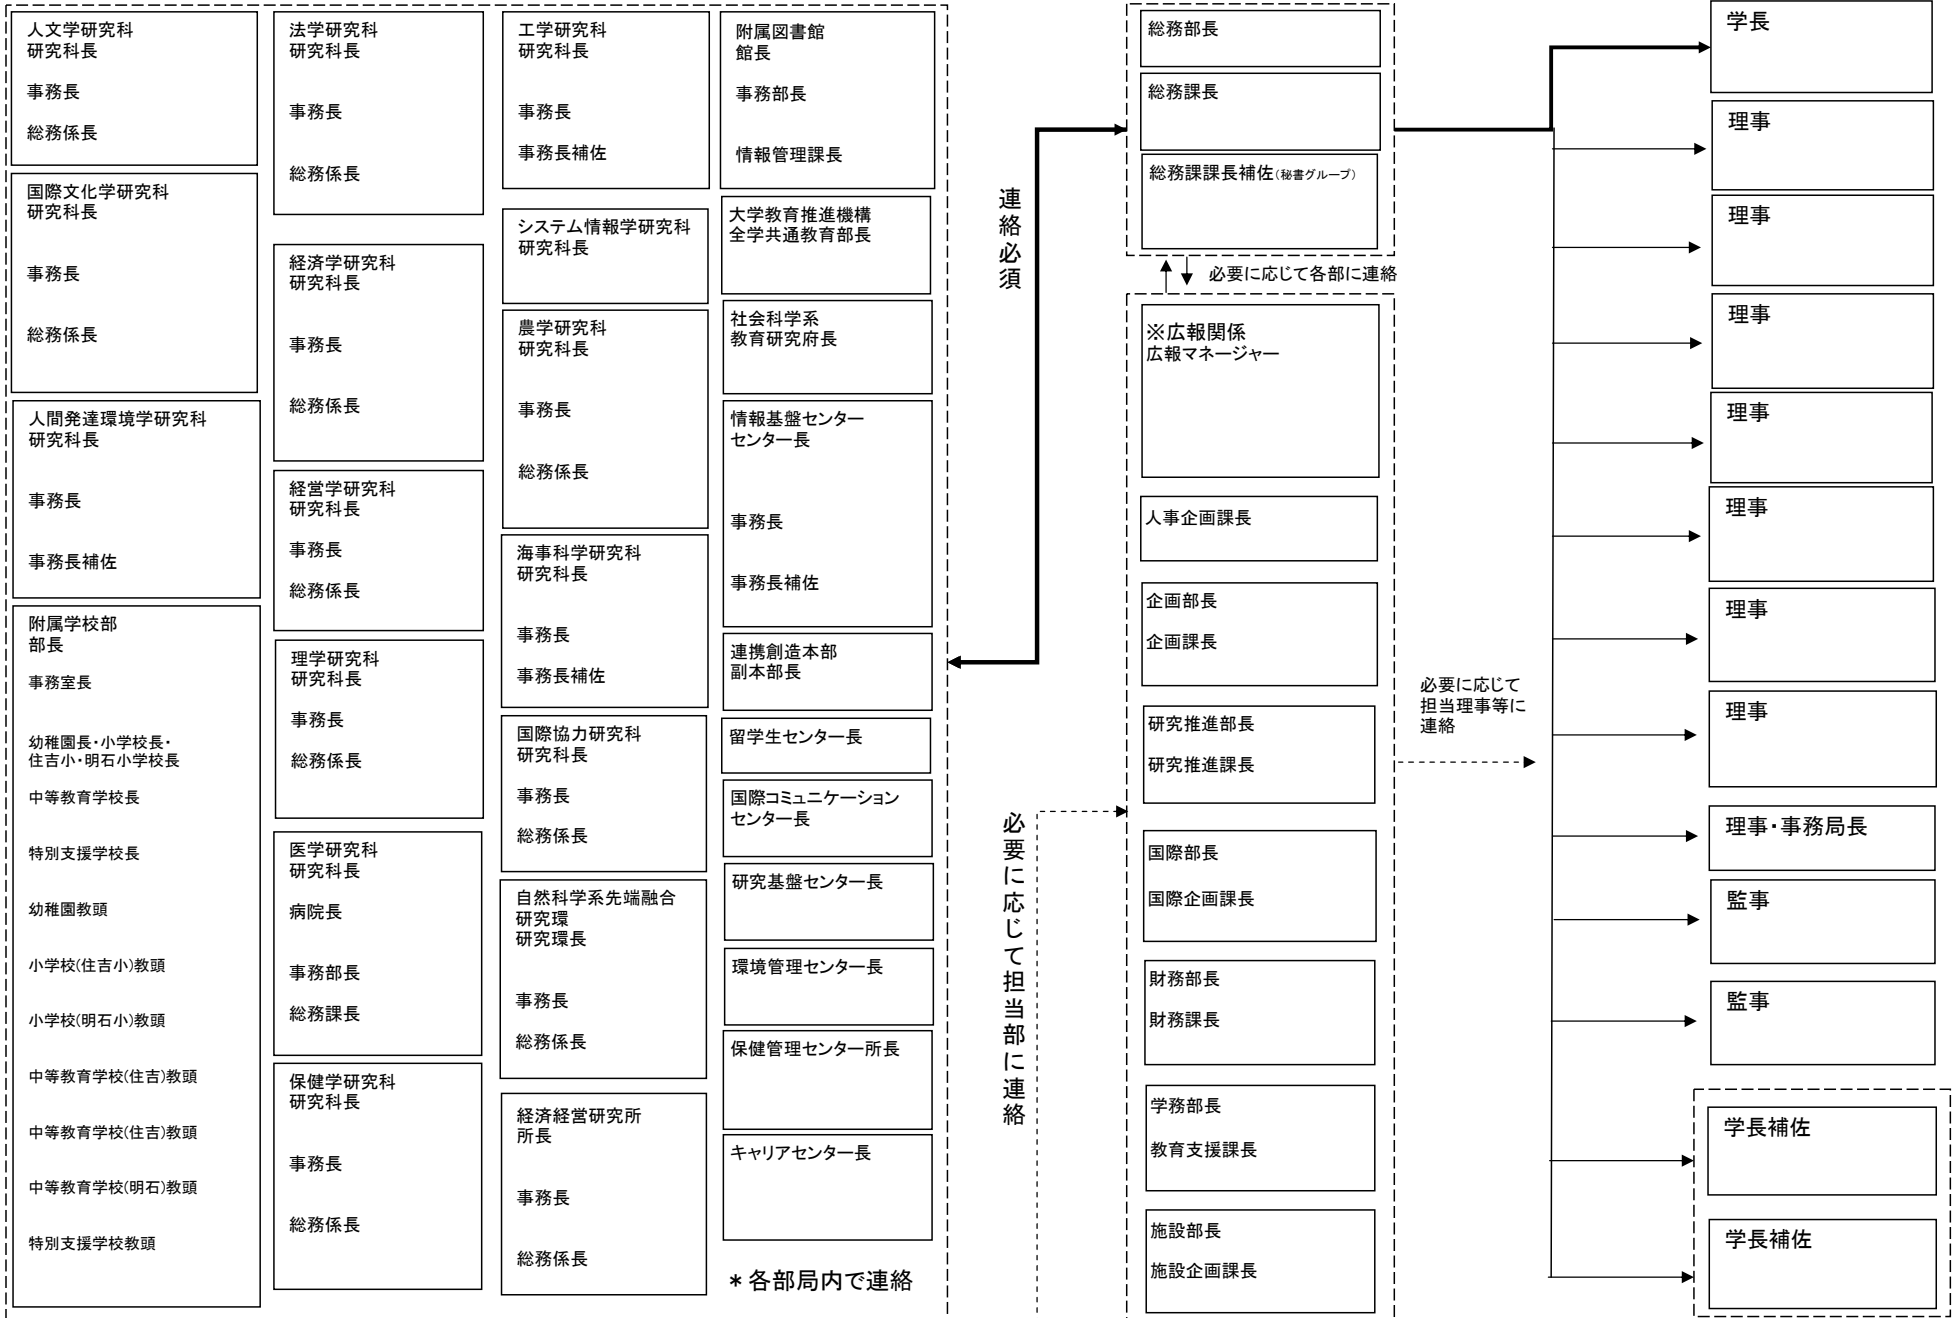 人文学研究科
研究科長
事務長
総務係長
国際文化学研究科
研究科長
事務長
総務係長
人間発達環境学研究科
研究科長
事務長
事務長補佐
附属学校部
部長
事務室長
幼稚園長・小学校長・
住吉小・明石小学校長
中等教育学校長
特別支援学校長
幼稚園教頭
小学校(住吉小)教頭
小学校(明石小)教頭
中等教育学校(住吉)教頭
中等教育学校(住吉)教頭
中等教育学校(明石)教頭
特別支援学校教頭
法学研究科
研究科長
事務長
総務係長
経済学研究科
研究科長
事務長
総務係長
経営学研究科
研究科長
事務長
総務係長
理学研究科
研究科長
事務長
総務係長
医学研究科
研究科長
病院長
事務部長
総務課長
保健学研究科
研究科長
事務長
総務係長
工学研究科
研究科長
事務長
事務長補佐
システム情報学研究科
研究科長
農学研究科
研究科長
事務長
総務係長
海事科学研究科
研究科長
事務長
事務長補佐
国際協力研究科
研究科長
事務長
総務係長
自然科学系先端融合
研究環
研究環長
事務長
総務係長
経済経営研究所
所長
事務長
総務係長
附属図書館
館長
事務部長
情報管理課長
大学教育推進機構
全学共通教育部長
社会科学系
教育研究府長
情報基盤センター
センター長
事務長
事務長補佐
連携創造本部
副本部長
留学生センター長
国際コミュニケーション
センター長
研究基盤センター長
環境管理センター長
保健管理センター所長
キャリアセンター長
*各部局内で連絡
連絡必須
必要に応じて担当部に連絡
総務部長
総務課長
総務課課長補佐(秘書グループ)
必要に応じて各部に連絡
※広報関係
広報マネージャー
人事企画課長
企画部長
企画課長
研究推進部長
研究推進課長
国際部長
国際企画課長
財務部長
財務課長
学務部長
教育支援課長
施設部長
施設企画課長
必要に応じて
担当理事等に
連絡
学長
理事
理事
理事
理事
理事
理事
理事
理事・事務局長
監事
監事
学長補佐
学長補佐